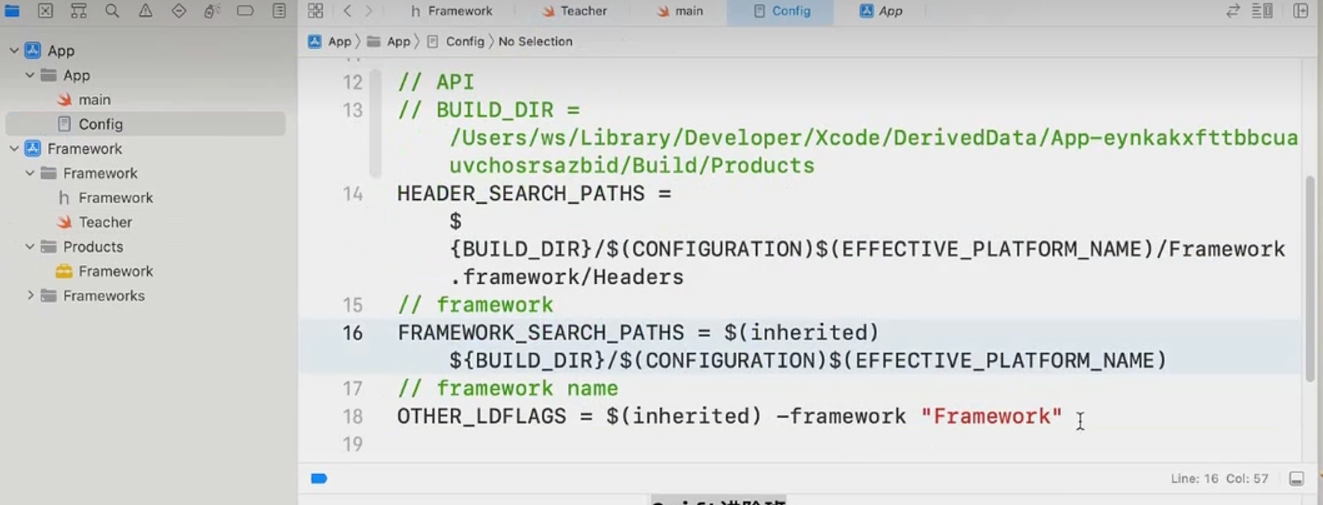 Framework
Teacher
main
Config
App
App
App
main
Config
Framework
Framework
Framework
Teacher
Products
Framework
Frameworks
App 〉 App 〉 Config 〉 No Selection
12 // API
13 // BUILD_DIR =
/Users/ws/Library/Developer/Xcode/DerivedData/App-eynkakxfttbbcua
uvchosrsazbid/Build/Products
14 HEADER_SEARCH_PATHS =
$
{BUILD_DIR}/$(CONFIGURATION)$(EFFECTIVE_PLATFORM_NAME)/Framework
.framework/Headers
15 // framework
16 FRAMEWORK_SEARCH_PATHS = $(inherited)
${BUILD_DIR}/$(CONFIGURATION)$(EFFECTIVE_PLATFORM_NAME)
17 // framework name
18 OTHER_LDFLAGS = $(inherited) -framework "Framework"
19
Line: 16 Col: 57